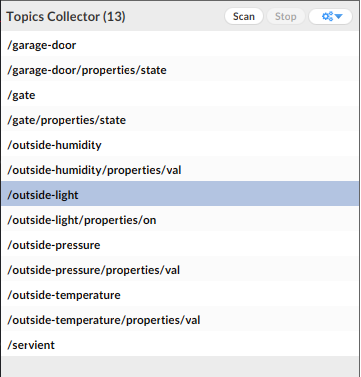 Topics Collector (13) Scan Stop
/garage-door
/garage-door/properties/state
/gate
/gate/properties/state
/outside-humidity
/outside-humidity/properties/val
/outside-light
/outside-light/properties/on
/outside-pressure
/outside-pressure/properties/val
/outside-temperature
/outside-temperature/properties/val
/servient